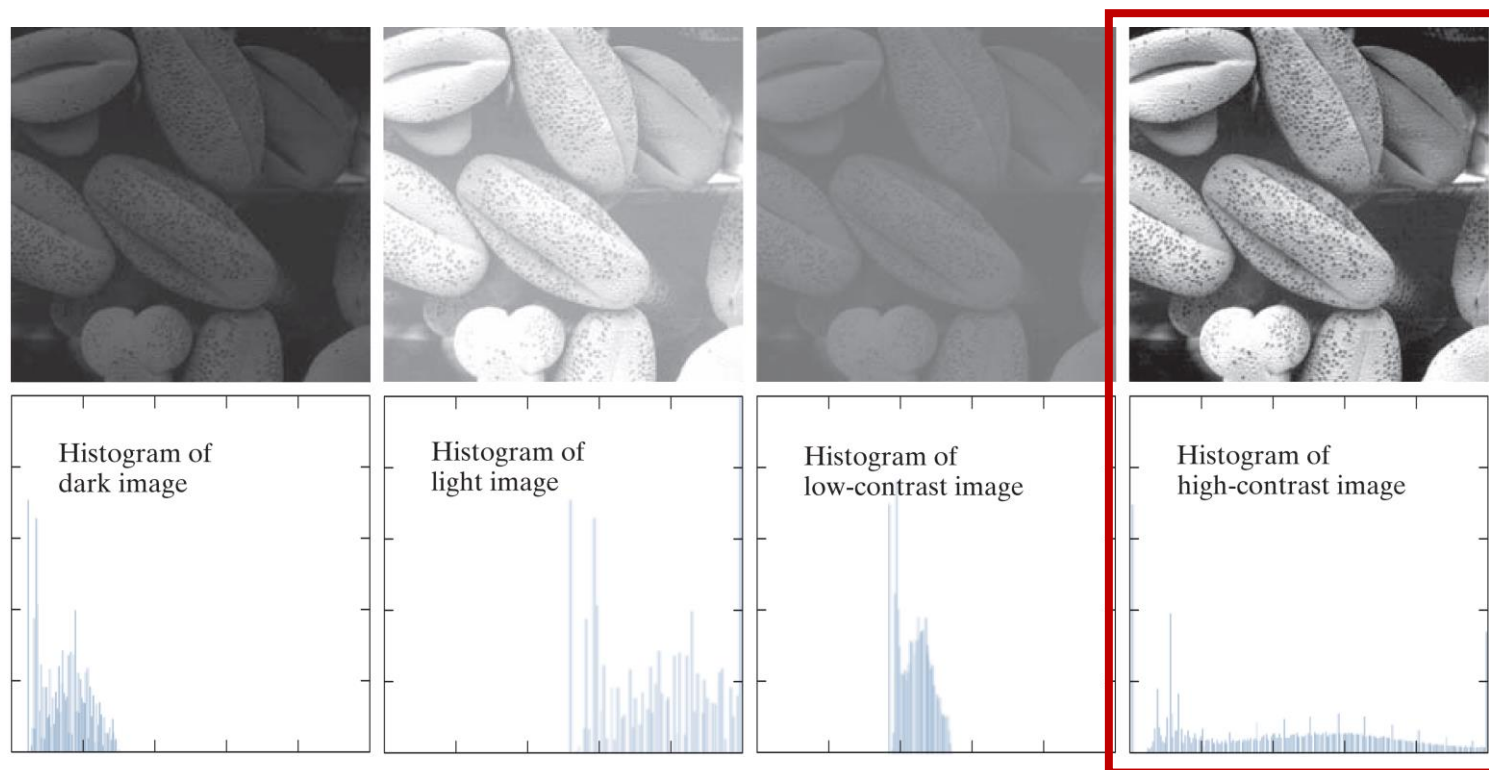 Histogram of
dark image
Histogram of
light image
Histogram of
low-contrast image
Histogram of
high-contrast image